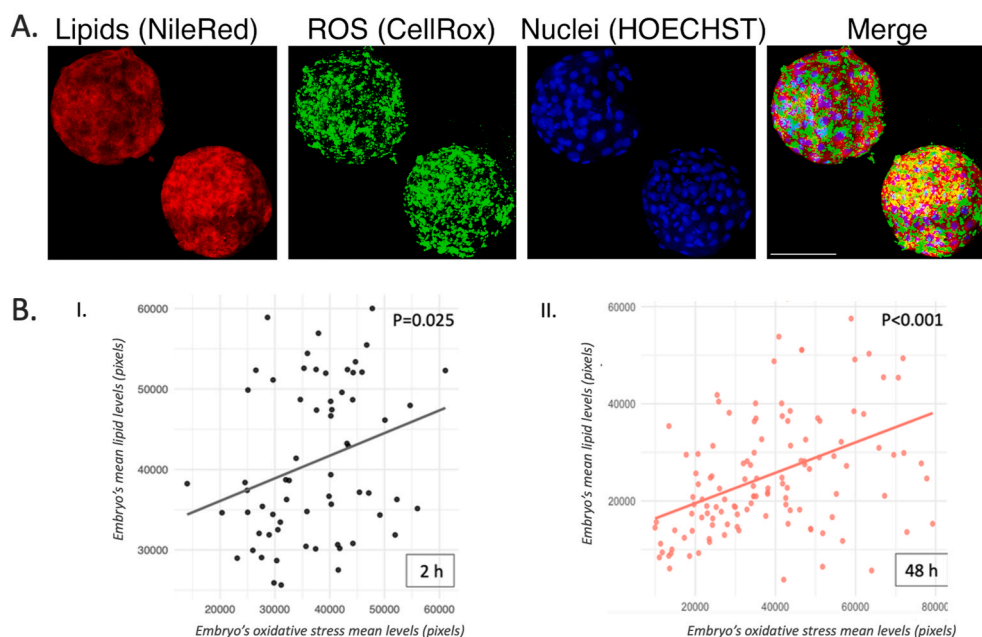 A.
Lipids (NileRed) ROS (CellRox) Nuclei (HOECHST) Merge
B.
I.
P=0.025
60000
50000
40000
30000
Embryo's mean lipid levels (pixels)
2 h
20000 30000 40000 50000 60000
Embryo's oxidative stress mean levels (pixels)
II.
P<0.001
60000
40000
20000
0
Embryo's mean lipid levels (pixels)
48 h
20000 40000 60000 80000
Embryo's oxidative stress mean levels (pixels)